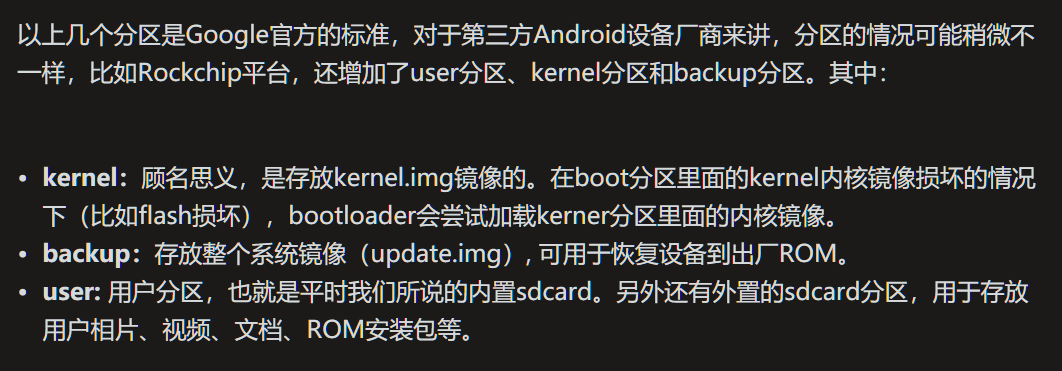 以上几个分区是Google官方的标准，对于第三方Android设备厂商来讲，分区的情况可能稍微不
一样，比如Rockchip平台，还增加了user分区、kernel分区和backup分区。其中：
• kernel：顾名思义，是存放kernel.img镜像的。在boot分区里面的kernel内核镜像损坏的情况
下（比如flash损坏），bootloader会尝试加载kerner分区里面的内核镜像。
• backup：存放整个系统镜像（update.img）, 可用于恢复设备到出厂ROM。
• user: 用户分区，也就是平时我们所说的内置sdcard。另外还有外置的sdcard分区，用于存放
用户相片、视频、文档、ROM安装包等。